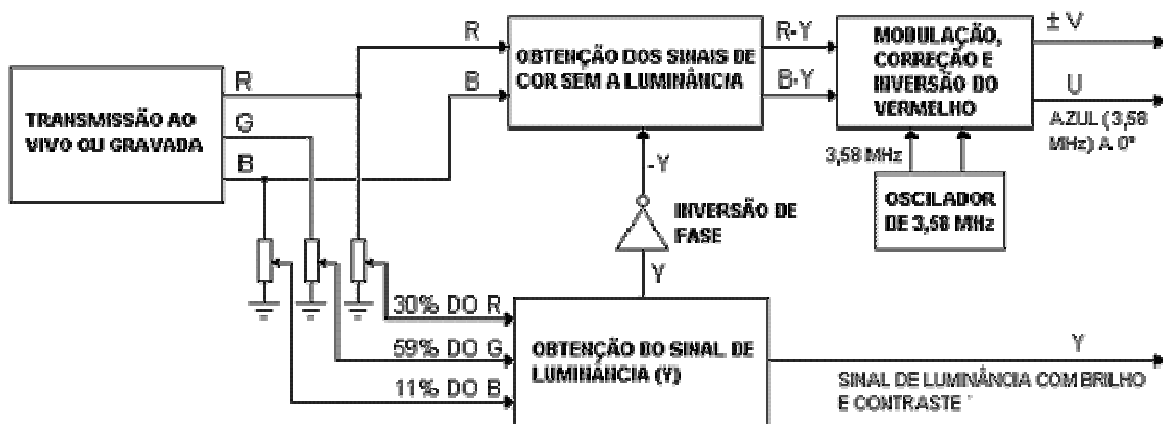 TRANSMISSÃO AO
VIVO OU GRAVADA
R
G
B
R
B
OBTENÇÃO DOS SINAIS DE
COR SEM A LUMINÂNCIA
R-Y
B-Y
MODULAÇÃO,
CORREÇÃO E
INVERSÃO DO
VERMELHO
± V
U
AZUL (3,58
MHz) A 0°
3,58 MHz
OSCILADOR
DE 3,58 MHz
-Y
INVERSÃO DE
FASE
Y
30% DO R
59% DO G
11% DO B
OBTENÇÃO DO SINAL DE
LUMINÂNCIA (Y)
Y
SINAL DE LUMINÂNCIA COM BRILHO
E CONTRASTE